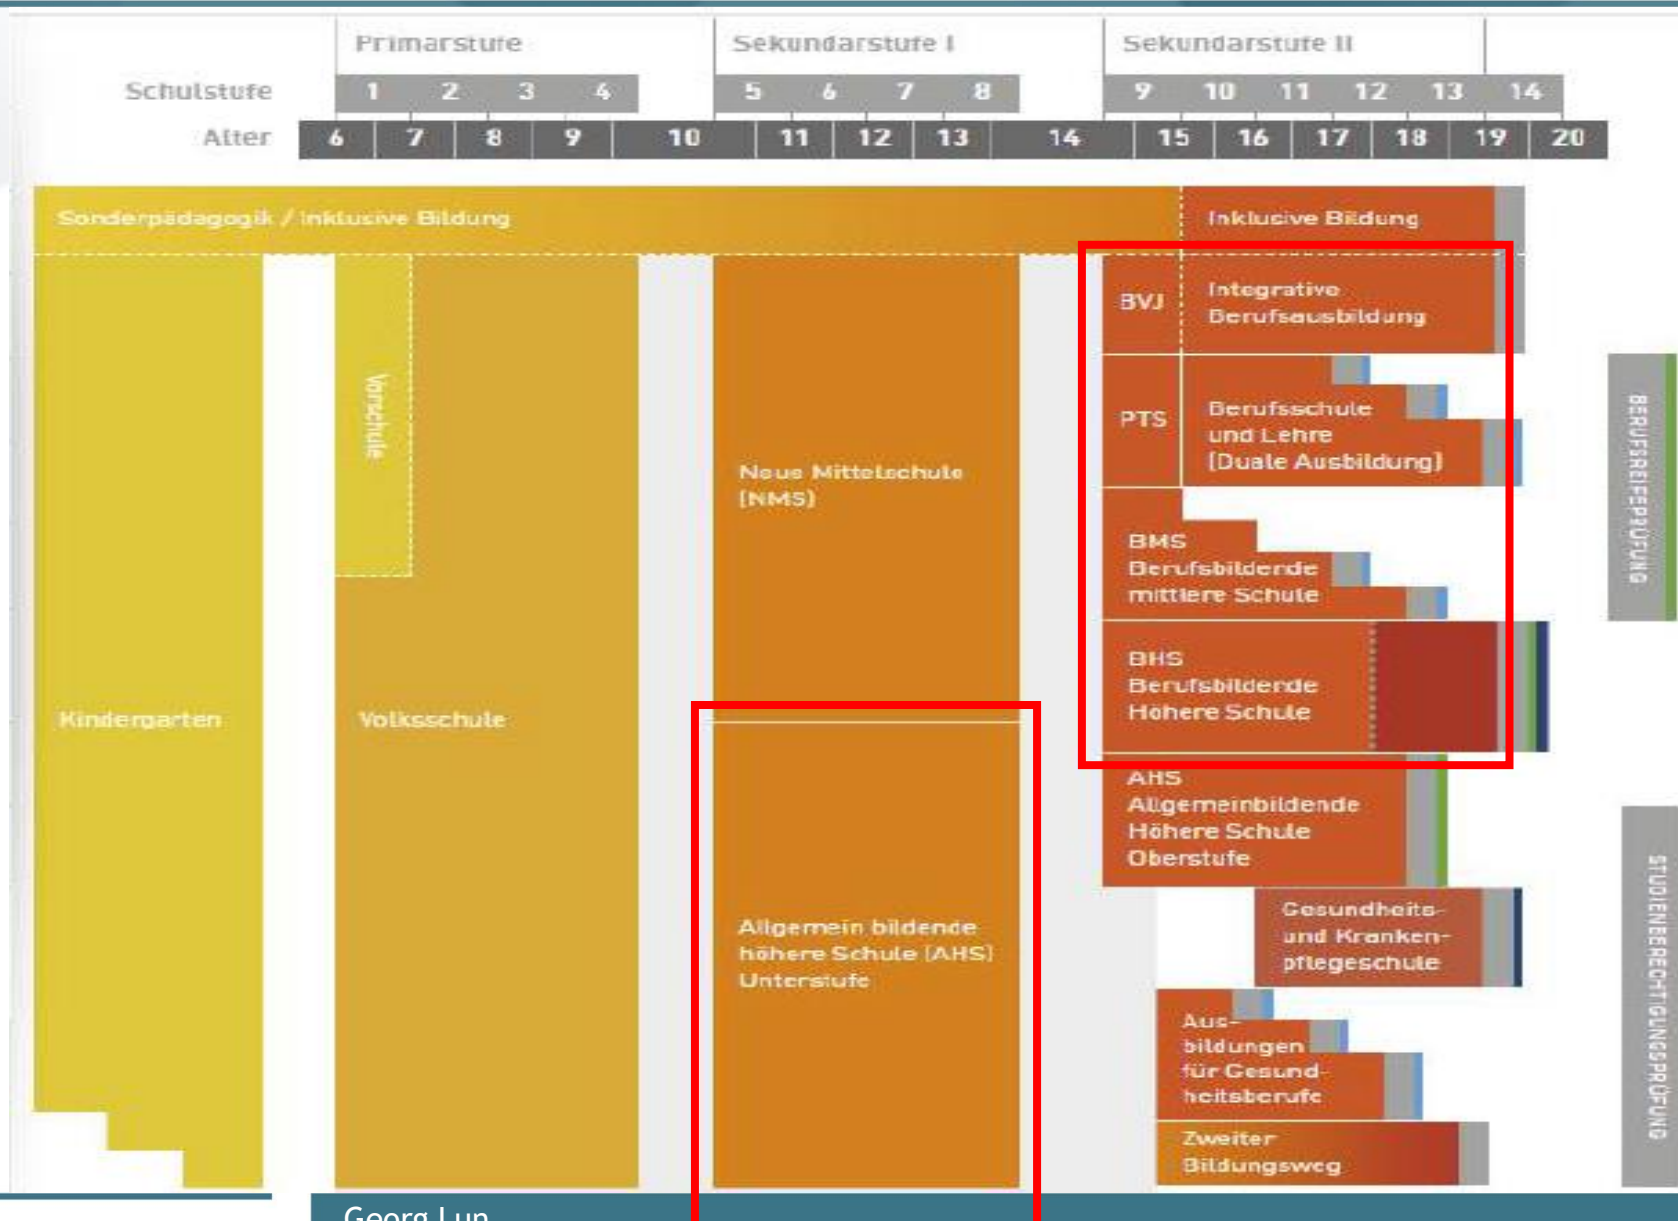 Primarstufe
Sekundarstufe I
Sekundarstufe II
Schulstufe
1 2 3 4 5 6 7 8 9 10 11 12 13 14
Alter
6 7 8 9 10 11 12 13 14 15 16 17 18 19 20
Sonderpädagogik / Inklusive Bildung
Inklusive Bildung
Kindergarten
Vorschule
Volksschule
Neue Mittelschule
(NMS)
Allgemein bildende
höhere Schule (AHS)
Unterstufe
BVJ
Integrative
Berufsausbildung
PTS
Berufsschule
und Lehre
(Duale Ausbildung)
BMS
Berufsbildende
mittlere Schule
BHS
Berufsbildende
Höhere Schule
AHS
Allgemeinbildende
Höhere Schule
Oberstufe
Gesundheits-
und Kranken-
pflegeschule
Aus-
bildungen
für Gesund-
heitsberufe
Zweiter
Bildungsweg
BERUFSREIFEPRÜFUNG
STUDIENBERECHTIGUNGSPRÜFUNG
Georg Lun